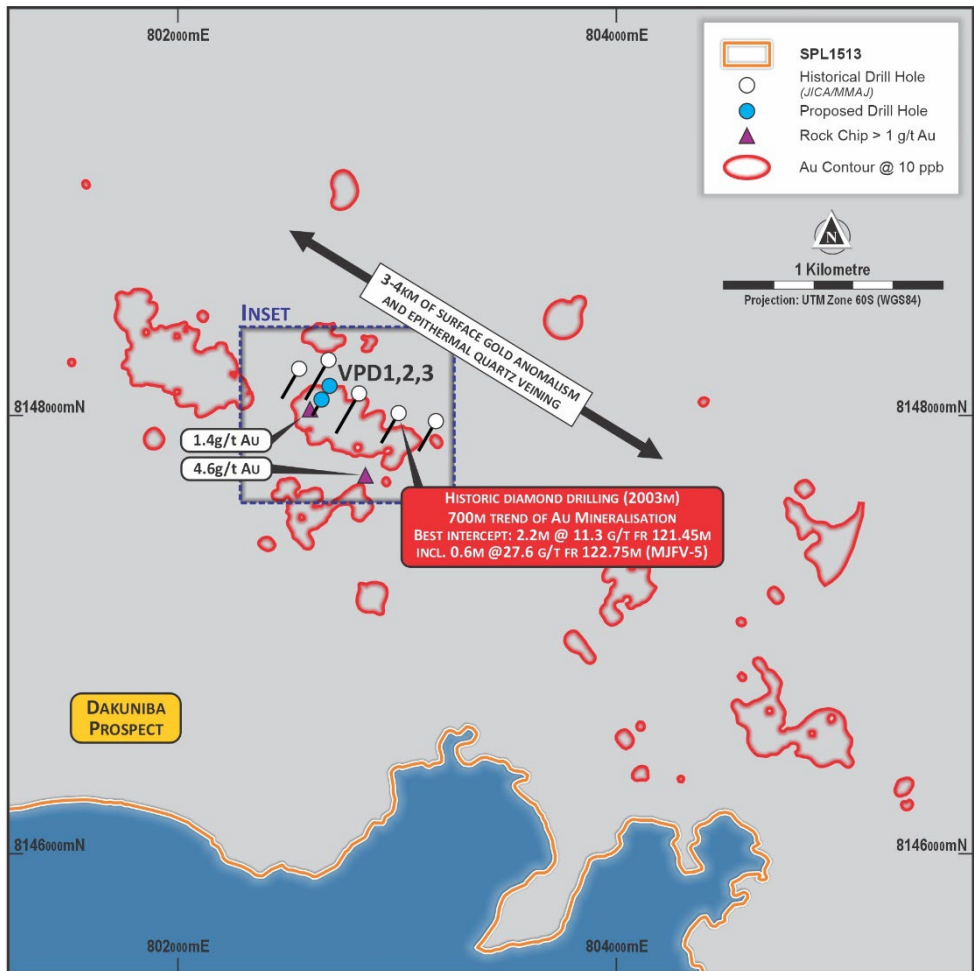 802000mE
804000mE
SPL1513
Historical Drill Hole
(JICA/MMAJ)
Proposed Drill Hole
Rock Chip > 1 g/t Au
Au Contour @ 10 ppb
N
1 Kilometre
Projection: UTM Zone 60S (WGS84)
3-4KM OF SURFACE GOLD ANOMALISM
AND EPITHERMAL QUARTZ VEINING
INSET
VPD1,2,3
8148000mN
8148000mN
1.4G/T AU
4.6G/T AU
HISTORIC DIAMOND DRILLING (2003M)
700M TREND OF AU MINERALISATION
BEST INTERCEPT: 2.2M @ 11.3 G/T FR 121.45M
INCL. 0.6M @27.6 G/T FR 122.75M (MJFV-5)
DAKUNIBA
PROSPECT
8146000mN
8146000mN
802000mE
804000mE